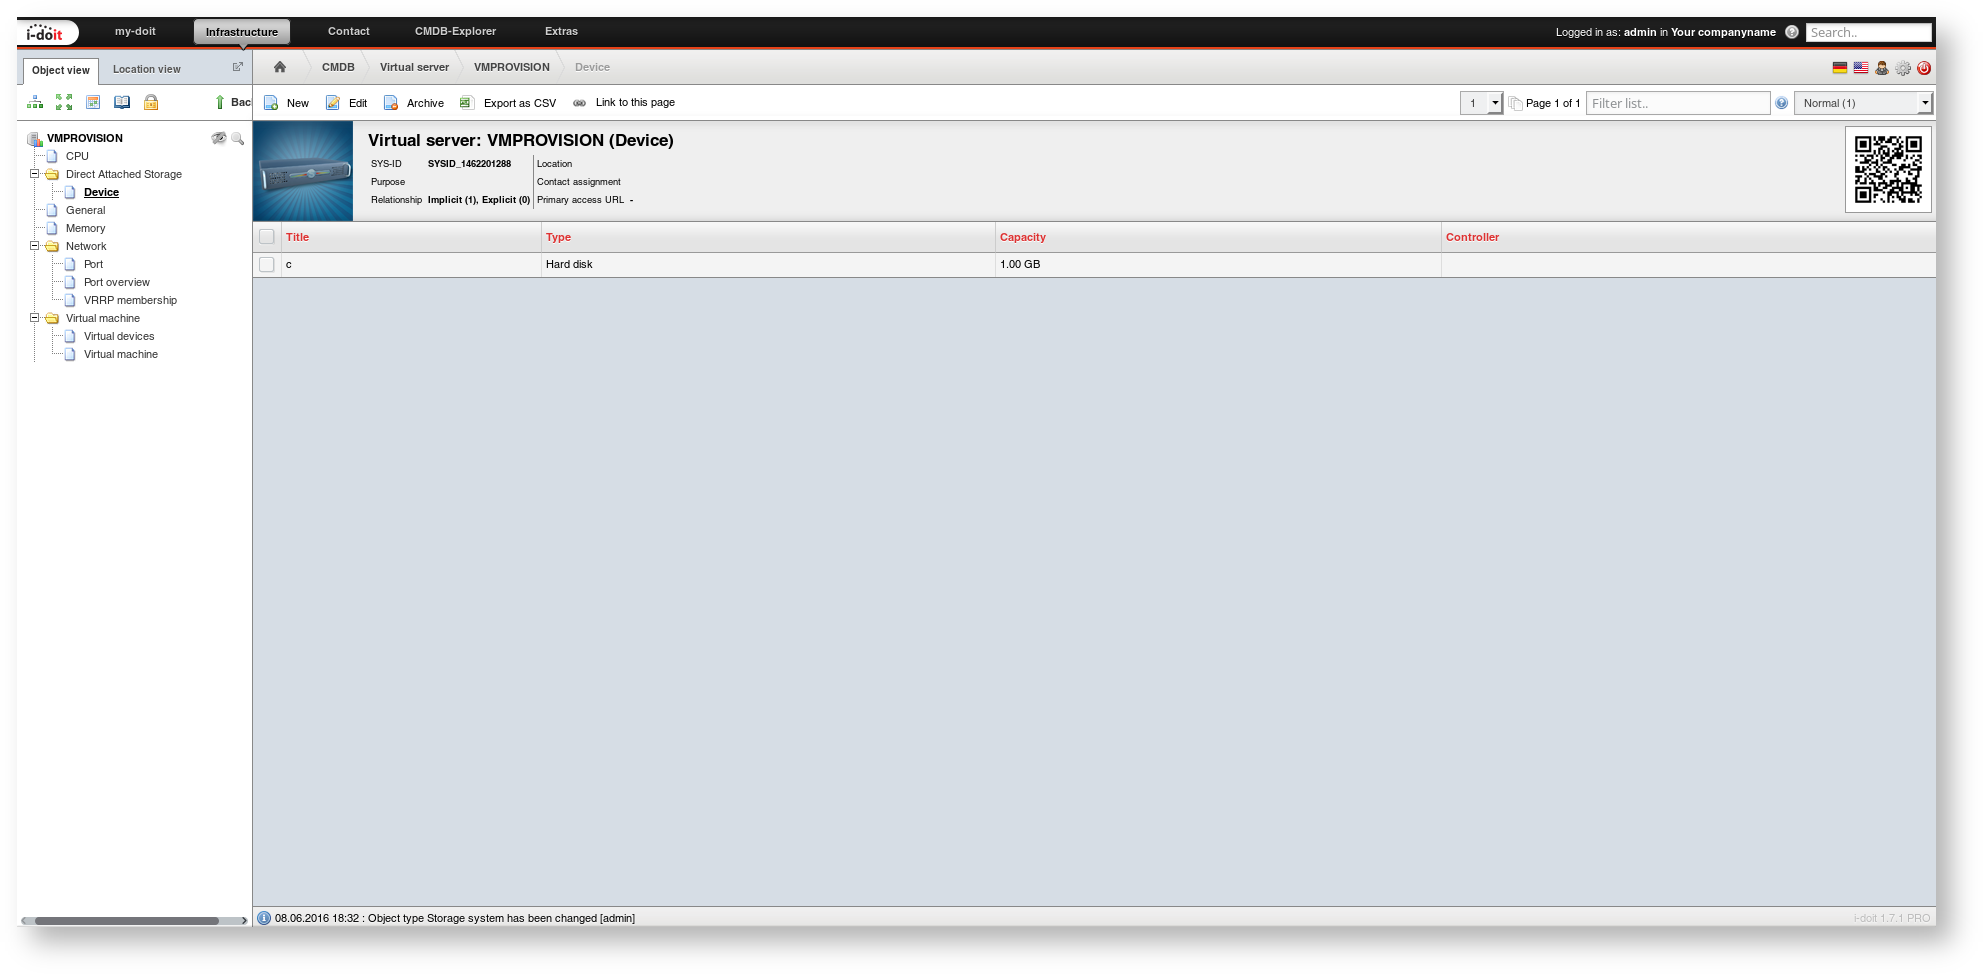 i-doit my-doit Infrastructure Contact CMDB-Explorer Extras Logged in as: admin in Your companyname Search..
Object view Location view CMDB Virtual server VMPROVISION Device
Bac New Edit Archive Export as CSV Link to this page 1 Page 1 of 1 Filter list.. Normal (1)
VMPROVISION
CPU
Direct Attached Storage
Device
General
Memory
Network
Port
Port overview
VRRP membership
Virtual machine
Virtual devices
Virtual machine
Virtual server: VMPROVISION (Device)
SYS-ID SYSID_1462201288 Location
Purpose Contact assignment
Relationship Implicit (1), Explicit (0) Primary access URL -
Title Type Capacity Controller
c Hard disk 1.00 GB
08.06.2016 18:32 : Object type Storage system has been changed [admin] i-doit 1.7.1 PRO